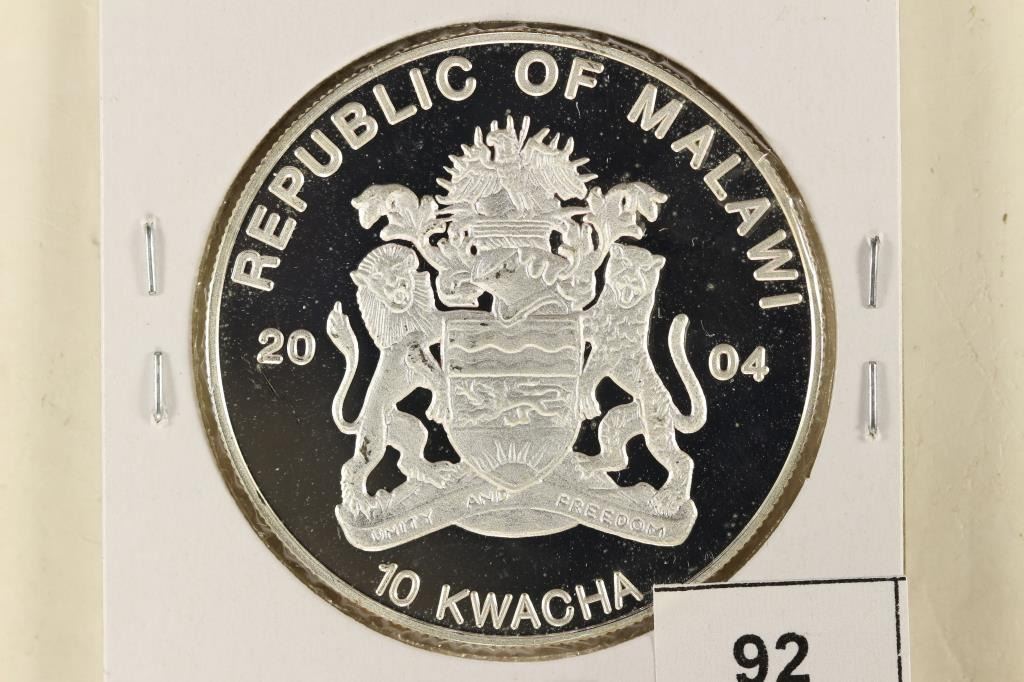 REPUBLIC OF MALAWI
20 04
UNITY AND FREEDOM
10 KWACHA
92